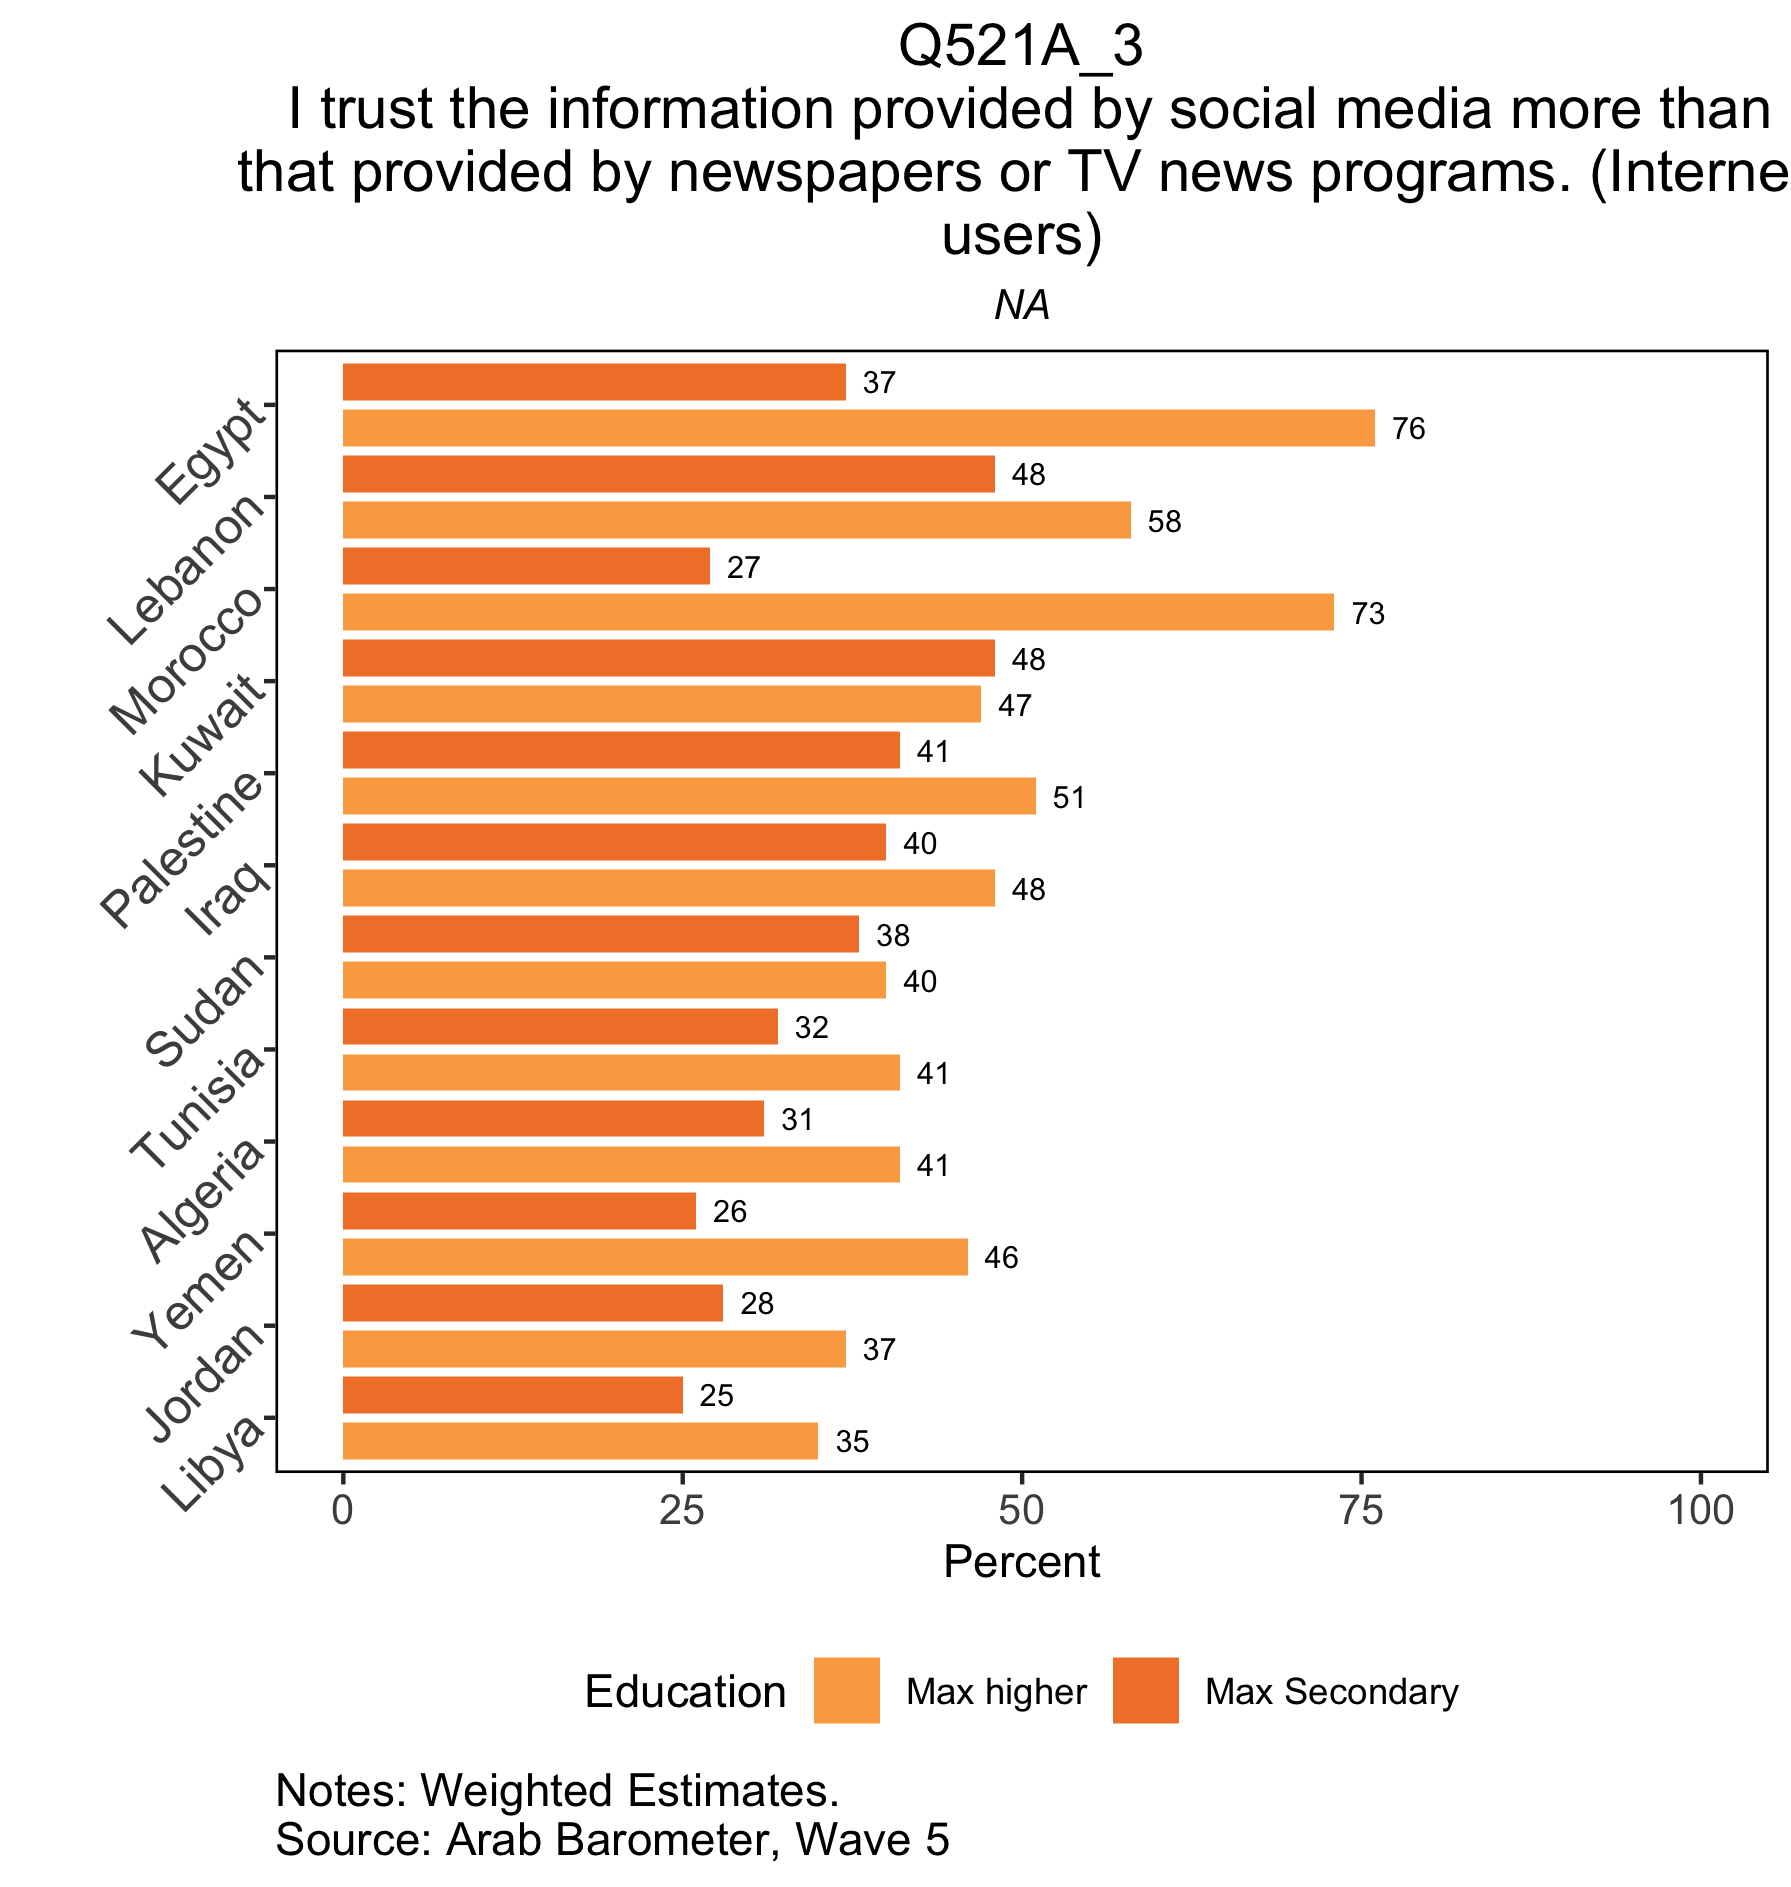 Q521A_3
I trust the information provided by social media more than
that provided by newspapers or TV news programs. (Interne
users)
NA
37
Egypt
76
48
Lebanon
58
27
Morocco
73
48
Kuwait
47
41
Palestine
51
40
Iraq
48
38
Sudan
40
32
Tunisia
41
31
Algeria
41
26
Yemen
46
28
Jordan
37
25
Libya
35
0 25 50 75 100
Percent
Education Max higher Max Secondary
Notes: Weighted Estimates.
Source: Arab Barometer, Wave 5